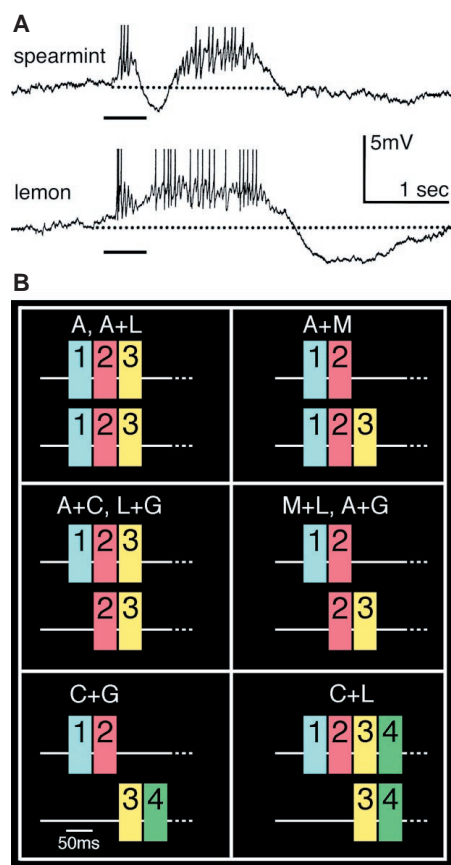 A
spearmint
5mV
1 sec
lemon
B
A, A+L
1 2 3
1 2 3
A+M
1 2
1 2 3
A+C, L+G
1 2 3
2 3
M+L, A+G
1 2
2 3
C+G
1 2
3 4
50ms
C+L
1 2 3 4
3 4